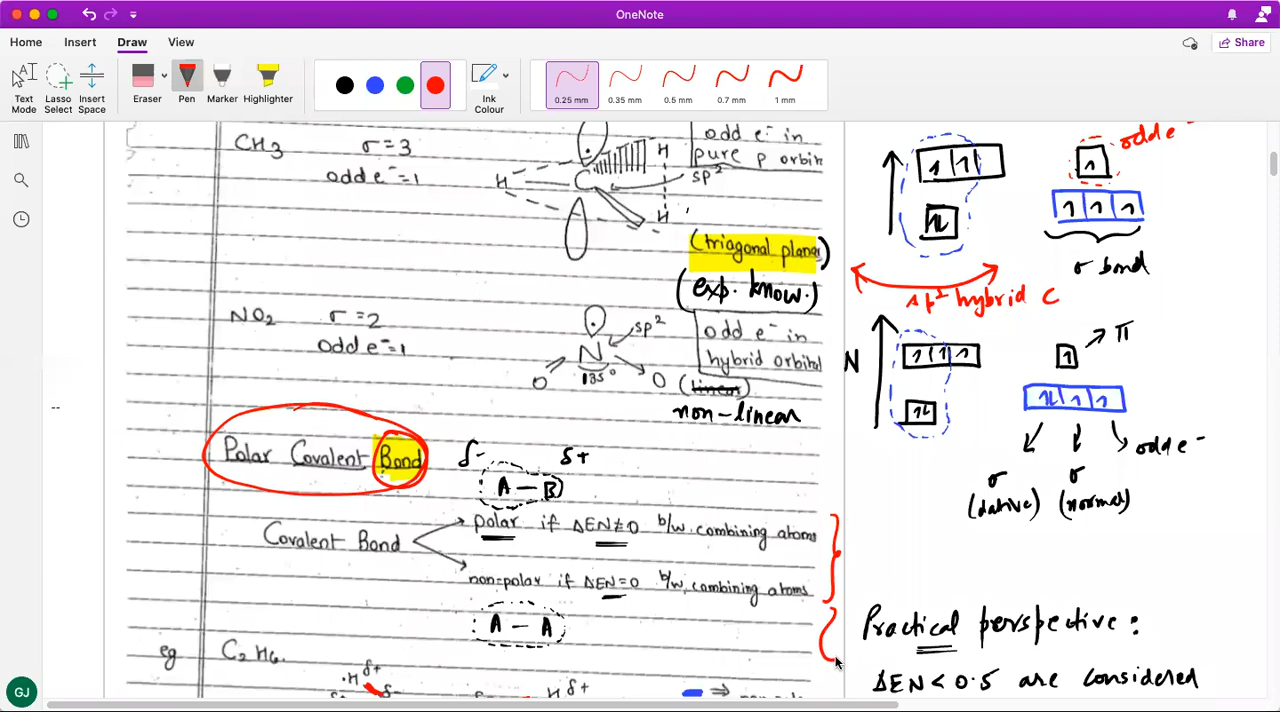 OneNote
Home Insert Draw View
Share
Text Mode
Lasso Select
Insert Space
Eraser
Pen
Marker
Highlighter
Ink Colour
0.25 mm
0.35 mm
0.5 mm
0.7 mm
1 mm
CH3 σ=3
odd e⁻=1
H C H
H
sp²
odd e⁻ in
pure p orbin
(triagonal planar)
(exp. know.)
NO2 σ=2
odd e⁻=1
sp²
N
O 135° O
odd e⁻ in
hybrid orbital
(linear)
non-linear
Polar Covalent Bond
δ- δ+
A — B
Covalent Bond
polar if ΔEN≠0 b/w combining atoms
non-polar if ΔEN=0 b/w combining atoms
A — A
eg C2H6.
·H δ+
δ- H δ+
odd e⁻
σ bond
sp² hybrid C
N
π
odd e⁻
σ (dative)
σ (normal)
Practical perspective:
ΔEN < 0.5 are considered
GJ